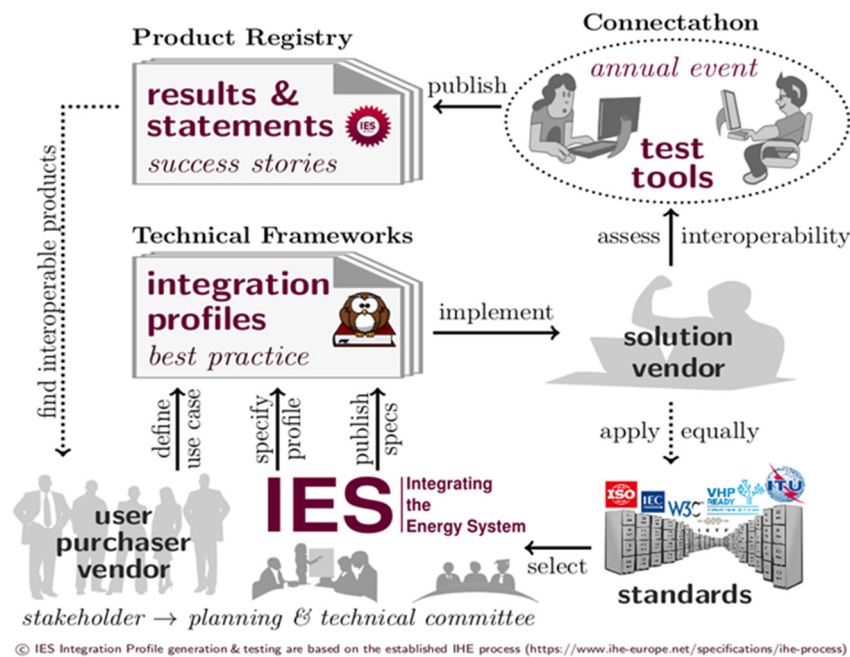 Connectathon
Product Registry
annual event
results &
statements
IES
success stories
publish
test
tools
find interoperable products
Technical Frameworks
assess interoperability
integration
profiles
best practice
implement
solution
vendor
define
use case
specify
profile
publish
specs
apply equally
ISO
IEC
W3C
VHP
READY
ITU
IES
Integrating
the
Energy System
user
purchaser
vendor
select
standards
stakeholder → planning & technical committee
© IES Integration Profile generation & testing are based on the established IHE process (https://www.ihe-europe.net/specifications/ihe-process)